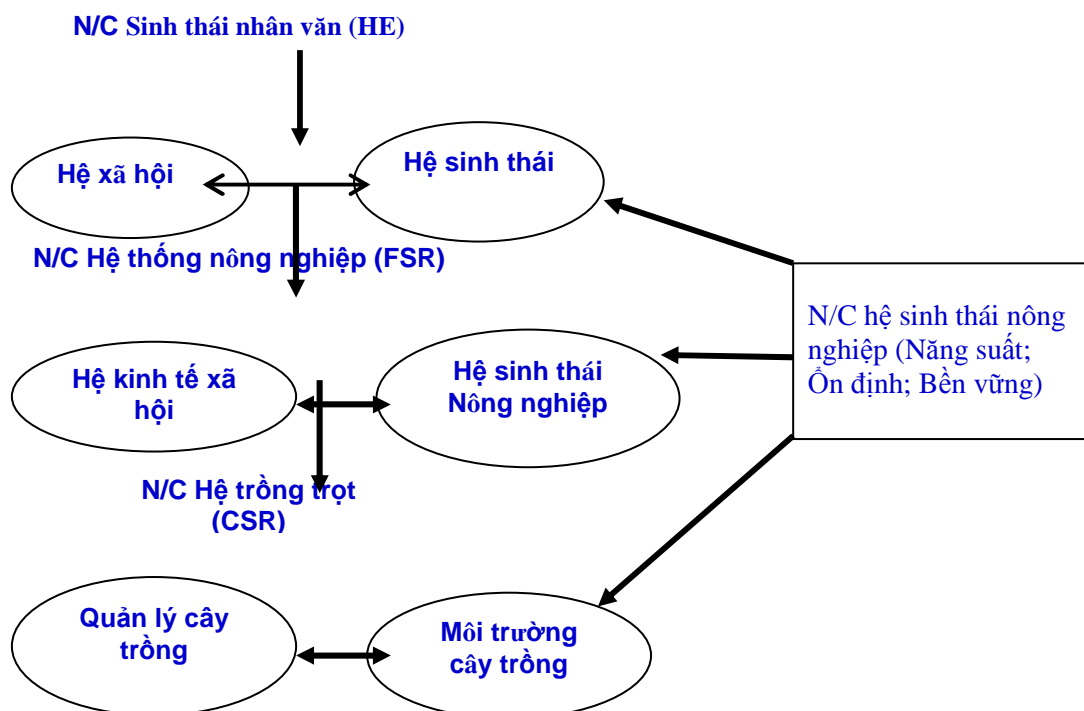 N/C Sinh thái nhân văn (HE)
Hệ xã hội
Hệ sinh thái
N/C Hệ thống nông nghiệp (FSR)
N/C hệ sinh thái nông
nghiệp (Năng suất;
Ổn định; Bền vững)
Hệ kinh tế xã
hội
Hệ sinh thái
Nông nghiệp
N/C Hệ trồng trọt
(CSR)
Quản lý cây
trồng
Môi trường
cây trồng